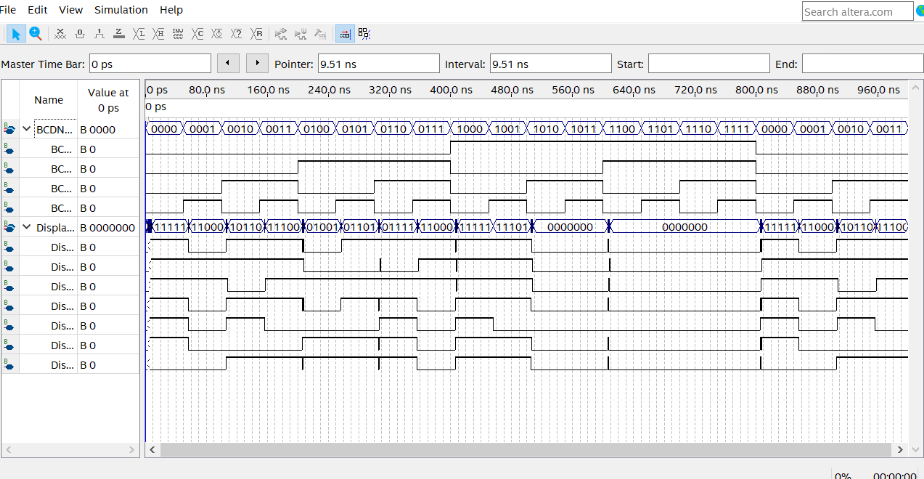 File Edit View Simulation Help
Search altera.com
Master Time Bar: 0 ps Pointer: 9.51 ns Interval: 9.51 ns Start: End:
Name Value at 0 ps
0 ps 80.0 ns 160.0 ns 240.0 ns 320.0 ns 400.0 ns 480.0 ns 560.0 ns 640.0 ns 720.0 ns 800.0 ns 880.0 ns 960.0 ns
0 ps
BCDN... B 0000 0000 0001 0010 0011 0100 0101 0110 0111 1000 1001 1010 1011 1100 1101 1110 1111 0000 0001 0010 0011
BC... B 0
BC... B 0
BC... B 0
BC... B 0
Displa... B 0000000 11111 11000 10110 11100 01001 01101 01111 11000 11111 11101 0000000 0000000 11111 11000 10110 1100
Dis... B 0
Dis... B 0
Dis... B 0
Dis... B 0
Dis... B 0
Dis... B 0
Dis... B 0
0% 00:00:00